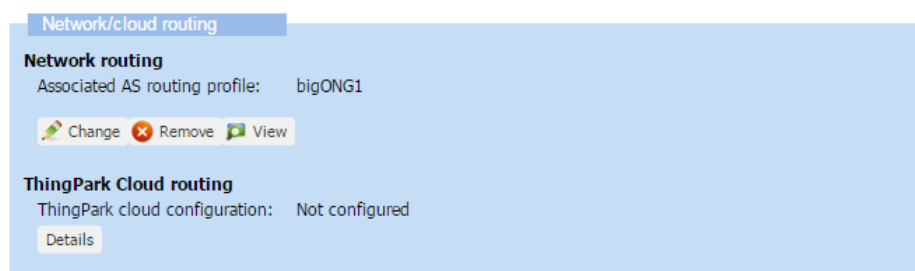 Network/cloud routing
Network routing
Associated AS routing profile: bigONG1
Change Remove View
ThingPark Cloud routing
ThingPark cloud configuration: Not configured
Details